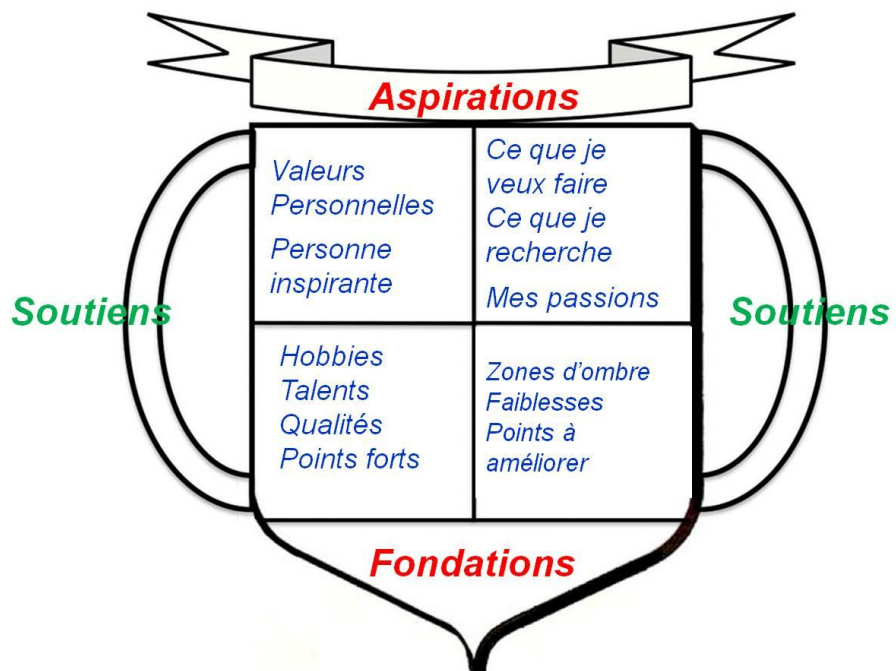 Aspirations
Valeurs
Personnelles
Personne
inspirante
Ce que je
veux faire
Ce que je
recherche
Mes passions
Soutiens
Soutiens
Hobbies
Talents
Qualités
Points forts
Zones d'ombre
Faiblesses
Points à
améliorer
Fondations